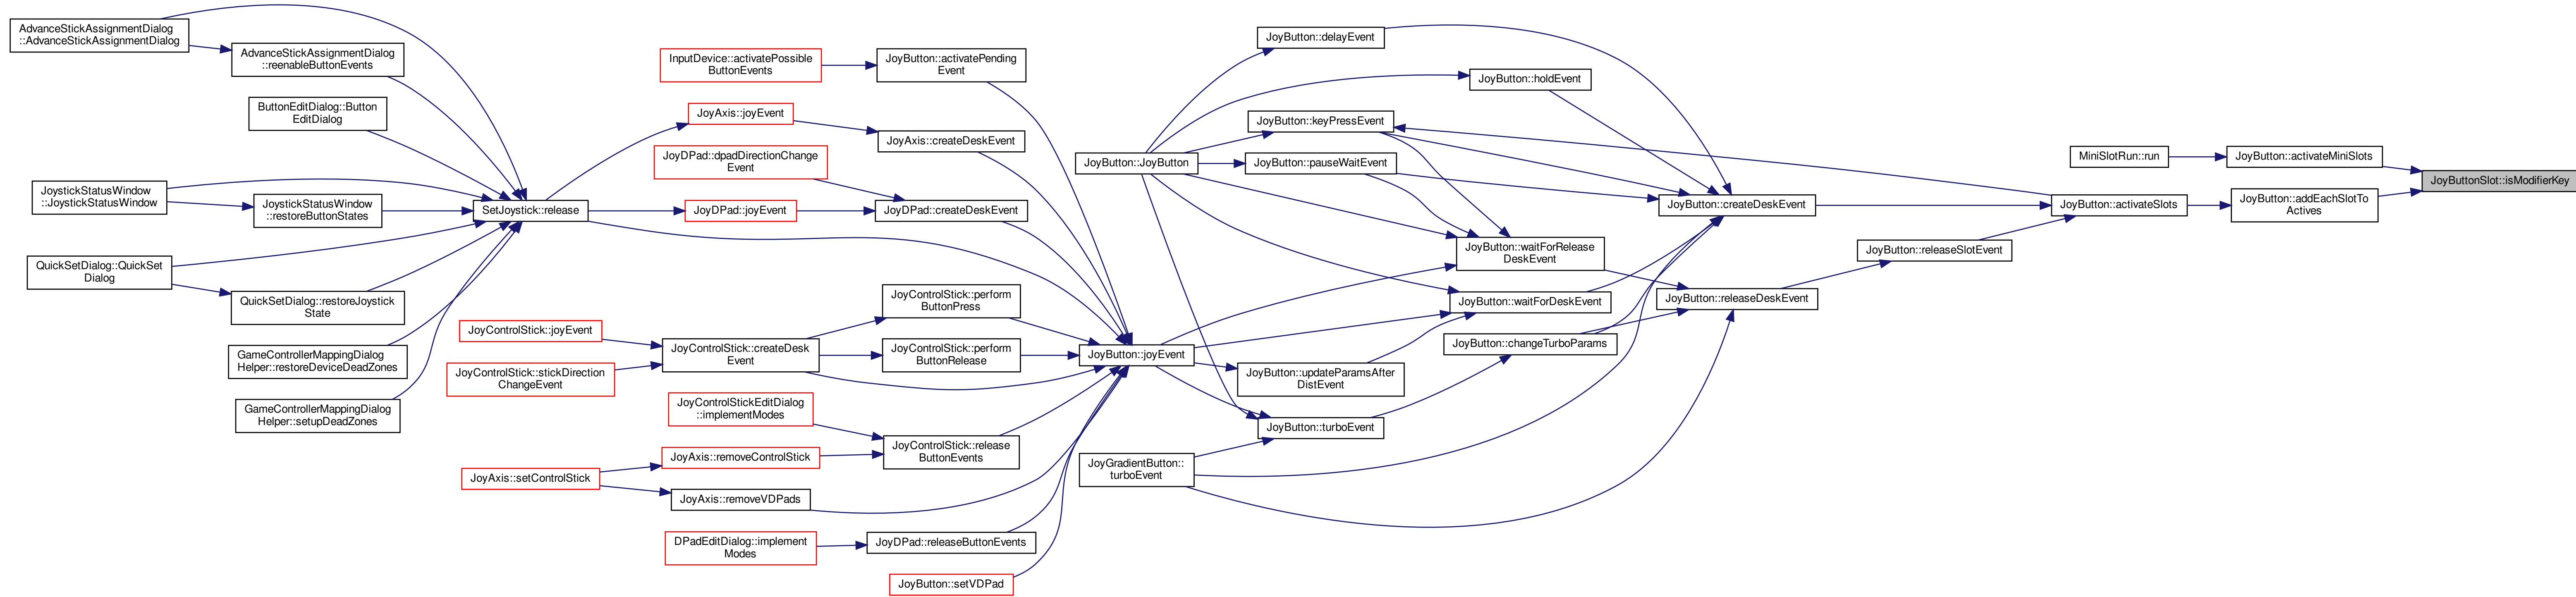 AdvanceStickAssignmentDialog
::AdvanceStickAssignmentDialog
AdvanceStickAssignmentDialog
::reenableButtonEvents
ButtonEditDialog::Button
EditDialog
JoystickStatusWindow
::JoystickStatusWindow
JoystickStatusWindow
::restoreButtonStates
QuickSetDialog::QuickSet
Dialog
QuickSetDialog::restoreJoystick
State
GameControllerMappingDialog
Helper::restoreDeviceDeadZones
GameControllerMappingDialog
Helper::setupDeadZones
SetJoystick::release
JoyControlStick::joyEvent
JoyControlStick::stickDirection
ChangeEvent
JoyAxis::setControlStick
InputDevice::activatePossible
ButtonEvents
JoyAxis::joyEvent
JoyDPad::dpadDirectionChange
Event
JoyDPad::joyEvent
JoyControlStick::createDesk
Event
JoyControlStickEditDialog
::implementModes
JoyAxis::removeControlStick
JoyAxis::removeVDPads
DPadEditDialog::implement
Modes
JoyButton::activatePending
Event
JoyAxis::createDeskEvent
JoyDPad::createDeskEvent
JoyControlStick::perform
ButtonPress
JoyControlStick::perform
ButtonRelease
JoyControlStick::release
ButtonEvents
JoyDPad::releaseButtonEvents
JoyButton::setVDPad
JoyButton::JoyButton
JoyButton::joyEvent
JoyGradientButton::
turboEvent
JoyButton::delayEvent
JoyButton::keyPressEvent
JoyButton::pauseWaitEvent
JoyButton::updateParamsAfter
DistEvent
JoyButton::turboEvent
JoyButton::holdEvent
JoyButton::waitForRelease
DeskEvent
JoyButton::waitForDeskEvent
JoyButton::changeTurboParams
JoyButton::createDeskEvent
JoyButton::releaseDeskEvent
JoyButton::releaseSlotEvent
MiniSlotRun::run
JoyButton::activateSlots
JoyButton::activateMiniSlots
JoyButton::addEachSlotTo
Actives
JoyButtonSlot::isModifierKey